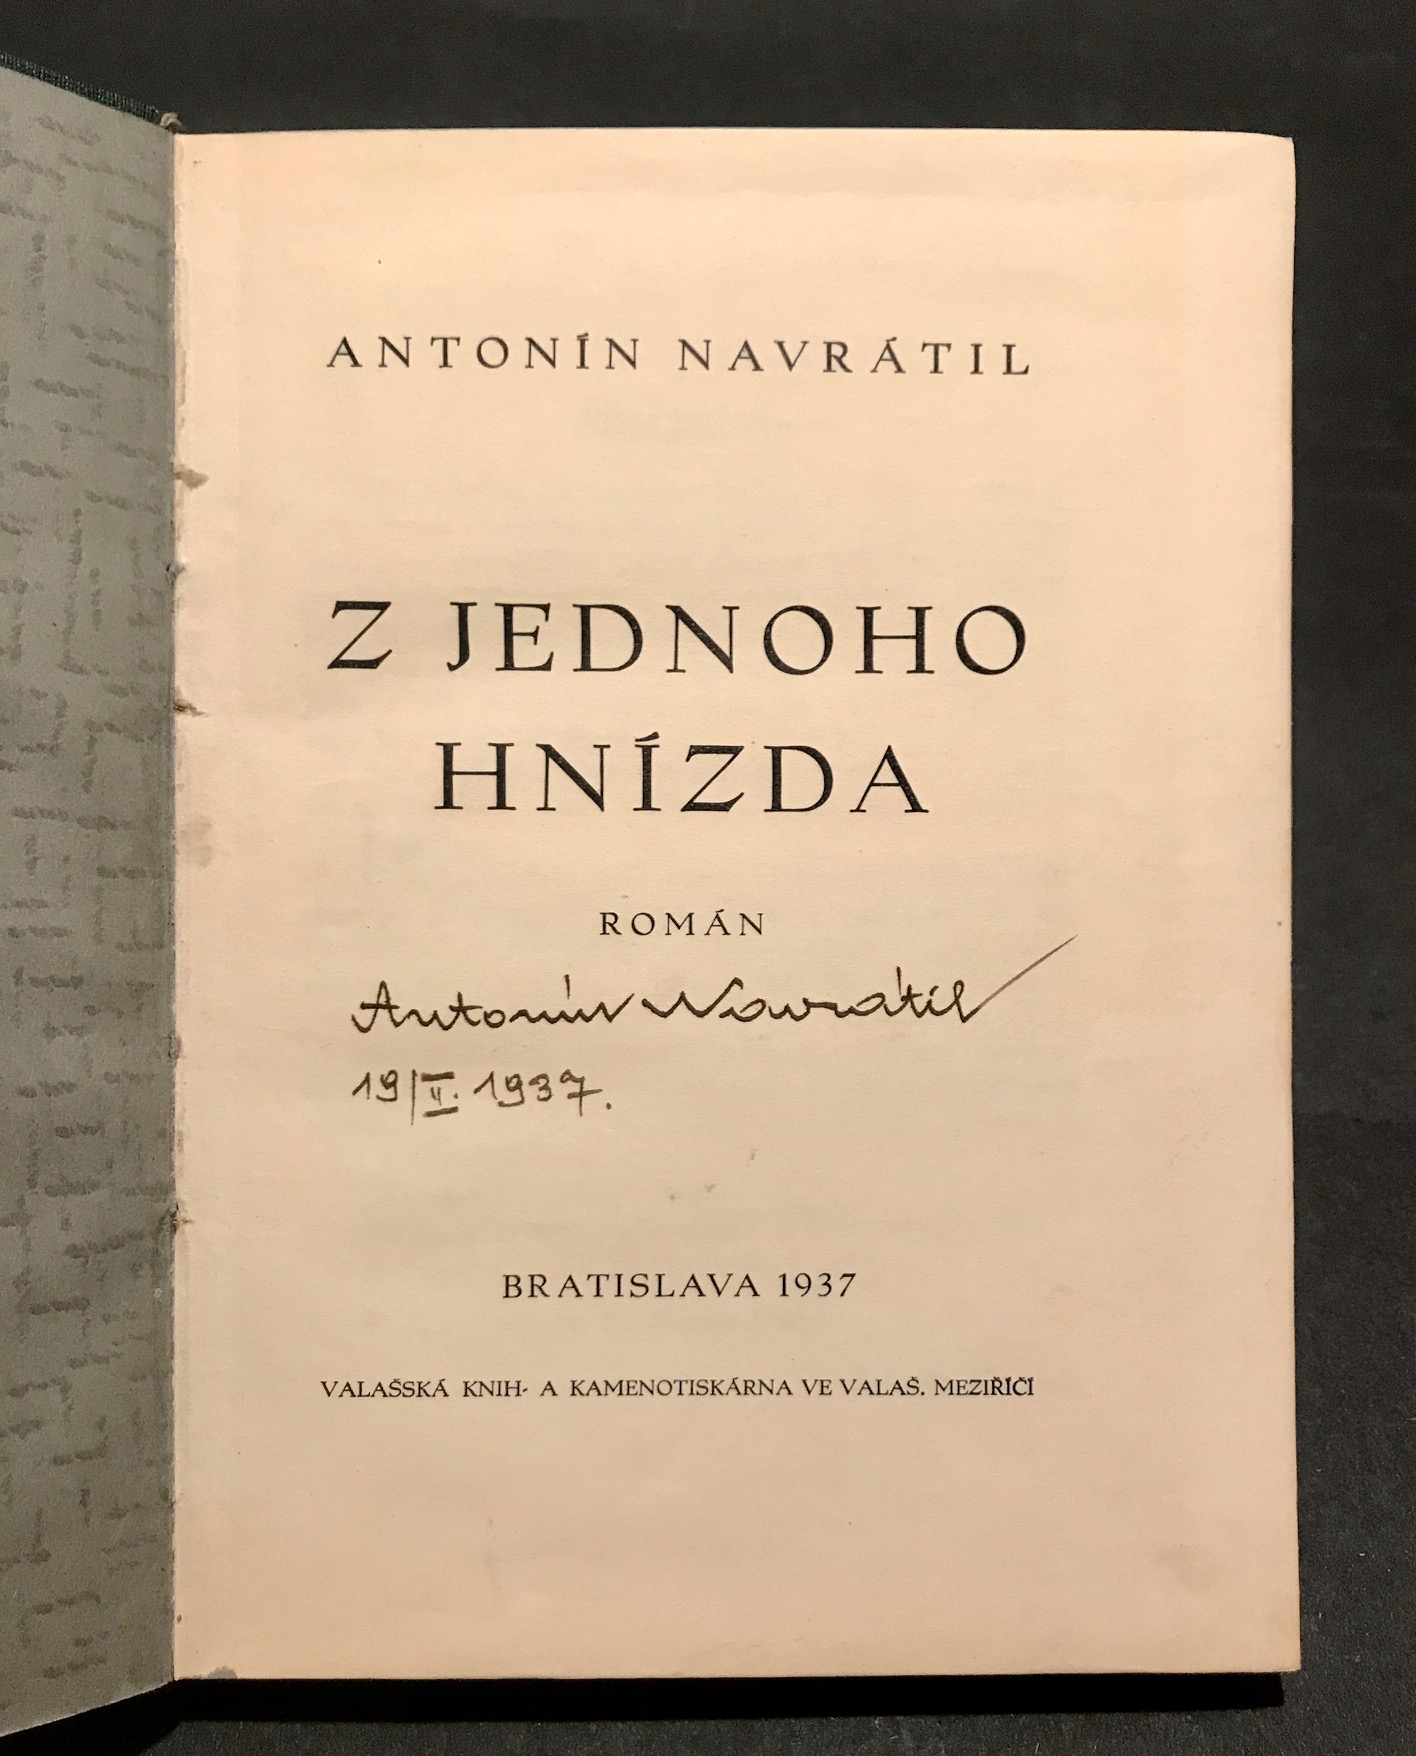 ANTONÍN NAVRÁTIL
Z JEDNOHO
HNÍZDA
ROMÁN
Antonín Navrátil
19/II. 1937.
BRATISLAVA 1937
VALAŠSKÁ KNIH- A KAMENOTISKÁRNA VE VALAŠ. MEZIŘÍČÍ